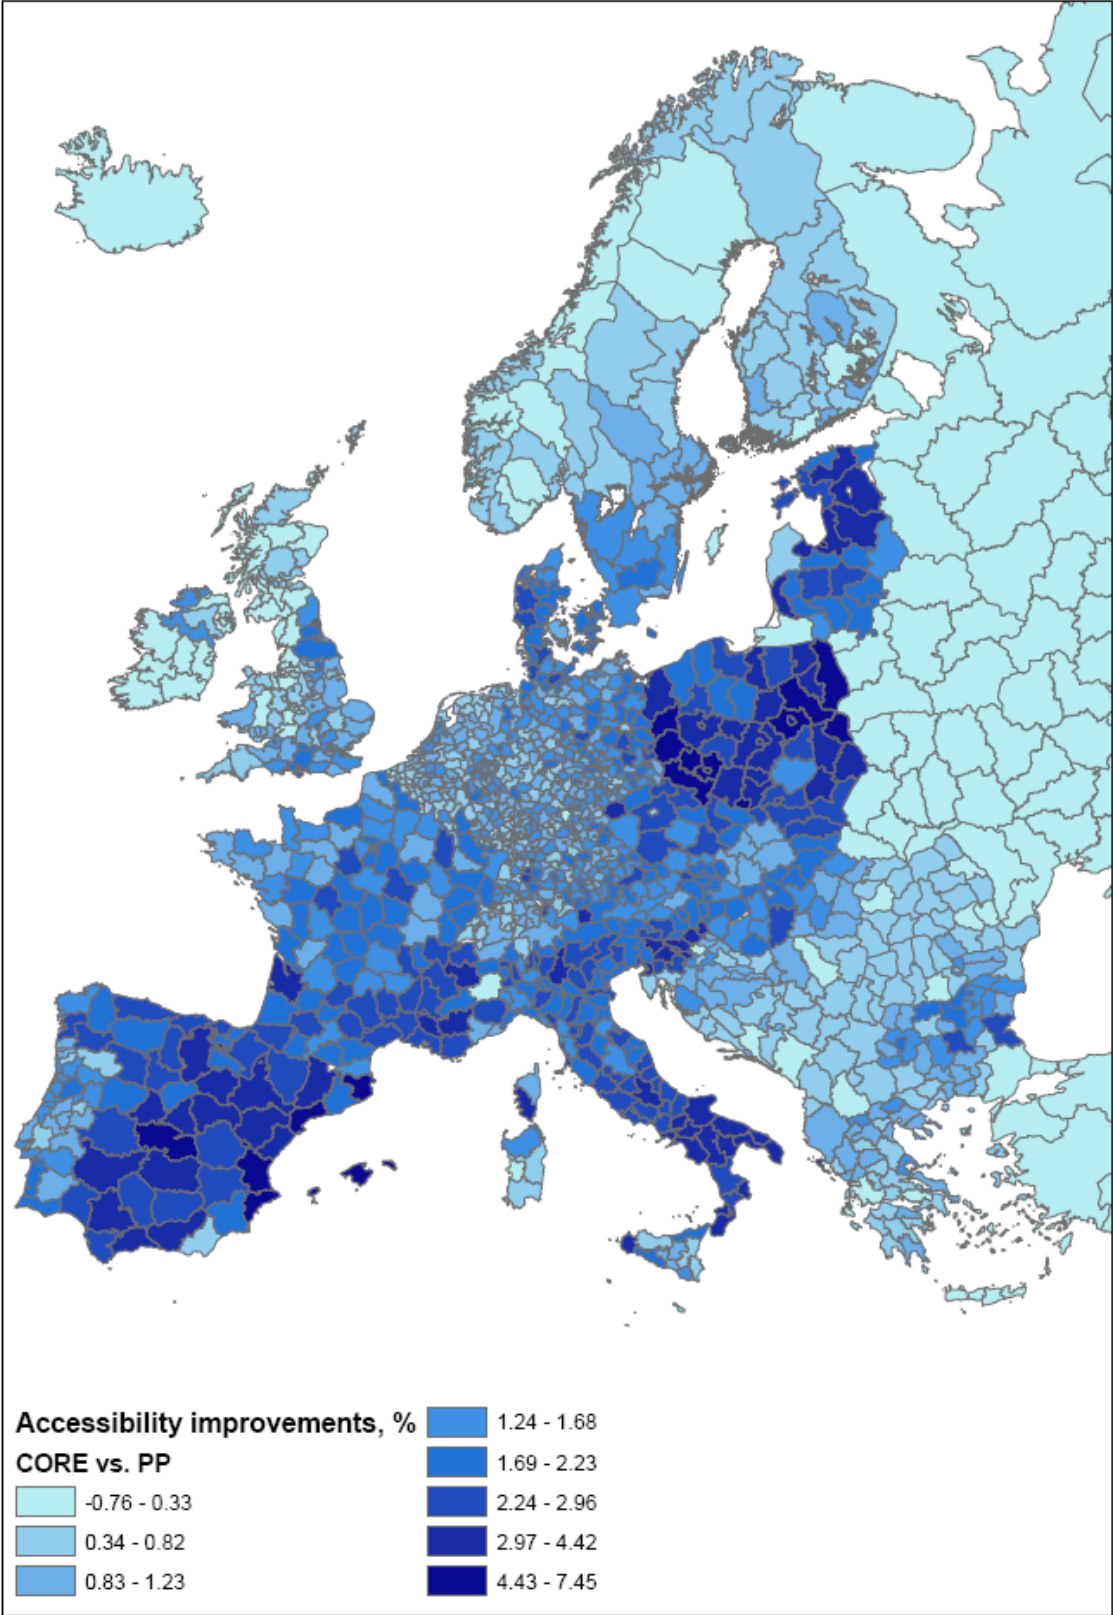 Accessibility improvements, %
CORE vs. PP
-0.76 - 0.33
0.34 - 0.82
0.83 - 1.23
1.24 - 1.68
1.69 - 2.23
2.24 - 2.96
2.97 - 4.42
4.43 - 7.45